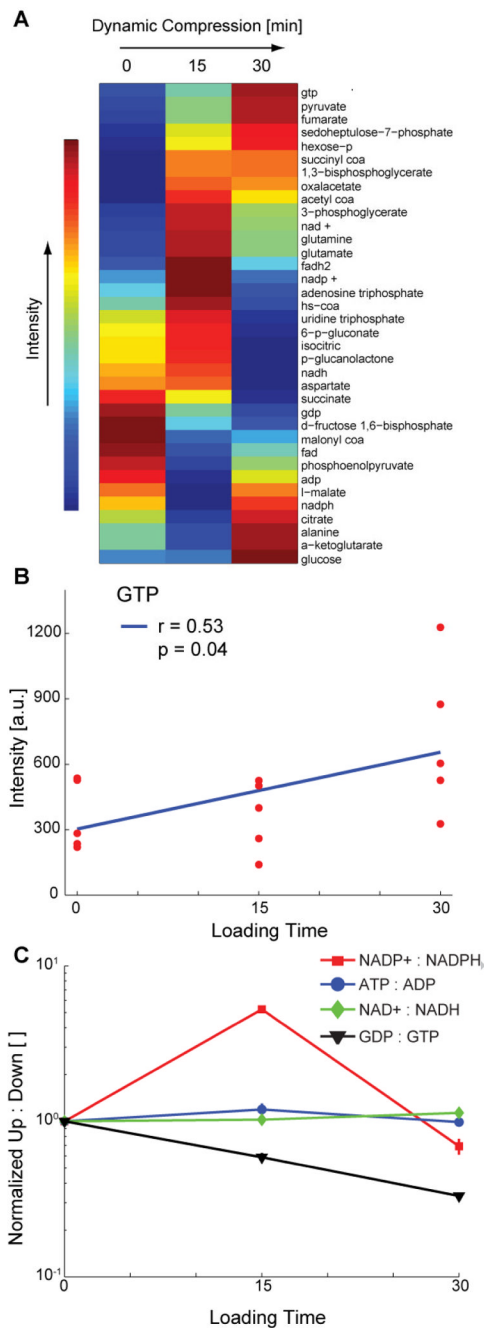 A
Dynamic Compression [min]
0 15 30
Intensity
gtp
pyruvate
fumarate
sedoheptulose-7-phosphate
hexose-p
succinyl coa
1,3-bisphosphoglycerate
oxalacetate
acetyl coa
3-phosphoglycerate
nad +
glutamine
glutamate
fadh2
nadp +
adenosine triphosphate
hs-coa
uridine triphosphate
6-p-gluconate
isocitric
p-glucanolactone
nadh
aspartate
succinate
gdp
d-fructose 1,6-bisphosphate
malonyl coa
fad
phosphoenolpyruvate
adp
l-malate
nadph
citrate
alanine
a-ketoglutarate
glucose
B
GTP
r = 0.53
p = 0.04
Intensity [a.u.]
1200
900
600
300
0
0 15 30
Loading Time
C
NADP+ : NADPH
ATP : ADP
NAD+ : NADH
GDP : GTP
Normalized Up : Down [ ]
10¹
10⁰
10⁻¹
0 15 30
Loading Time